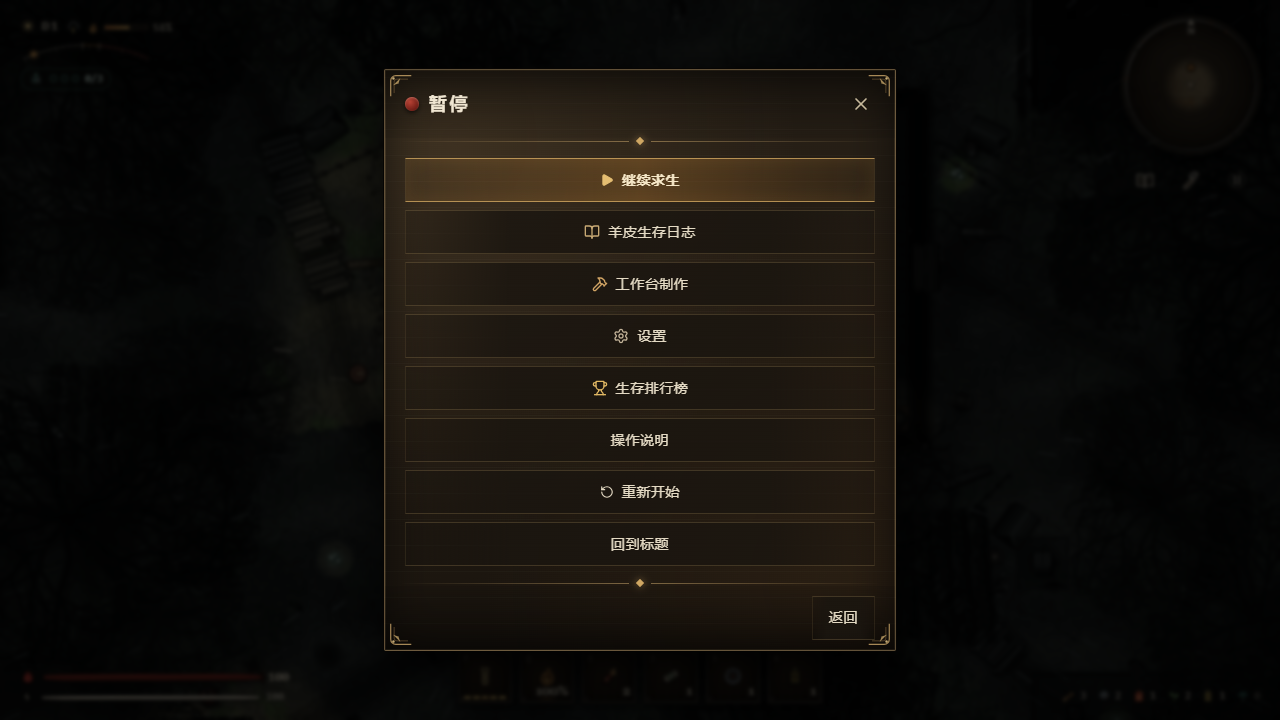 暂停
继续求生
羊皮生存日志
工作台制作
设置
生存排行榜
操作说明
重新开始
回到标题
返回